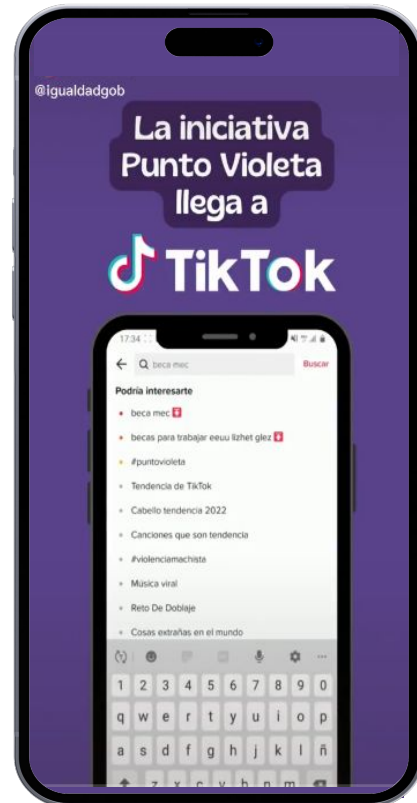 @igualdadgob
La iniciativa
Punto Violeta
llega a
TikTok
17:34
beca mec
Buscar
Podría interesarte
beca mec
becas para trabajar eeuu lizhet glez
#puntovioleta
Tendencia de TikTok
Cabello tendencia 2022
Canciones que son tendencia
#violenciamachista
Música viral
Reto De Doblaje
Cosas extrañas en el mundo
1 2 3 4 5 6 7 8 9 0
q w e r t y u i o p
a s d f g h j k l ñ
z x c v b n m